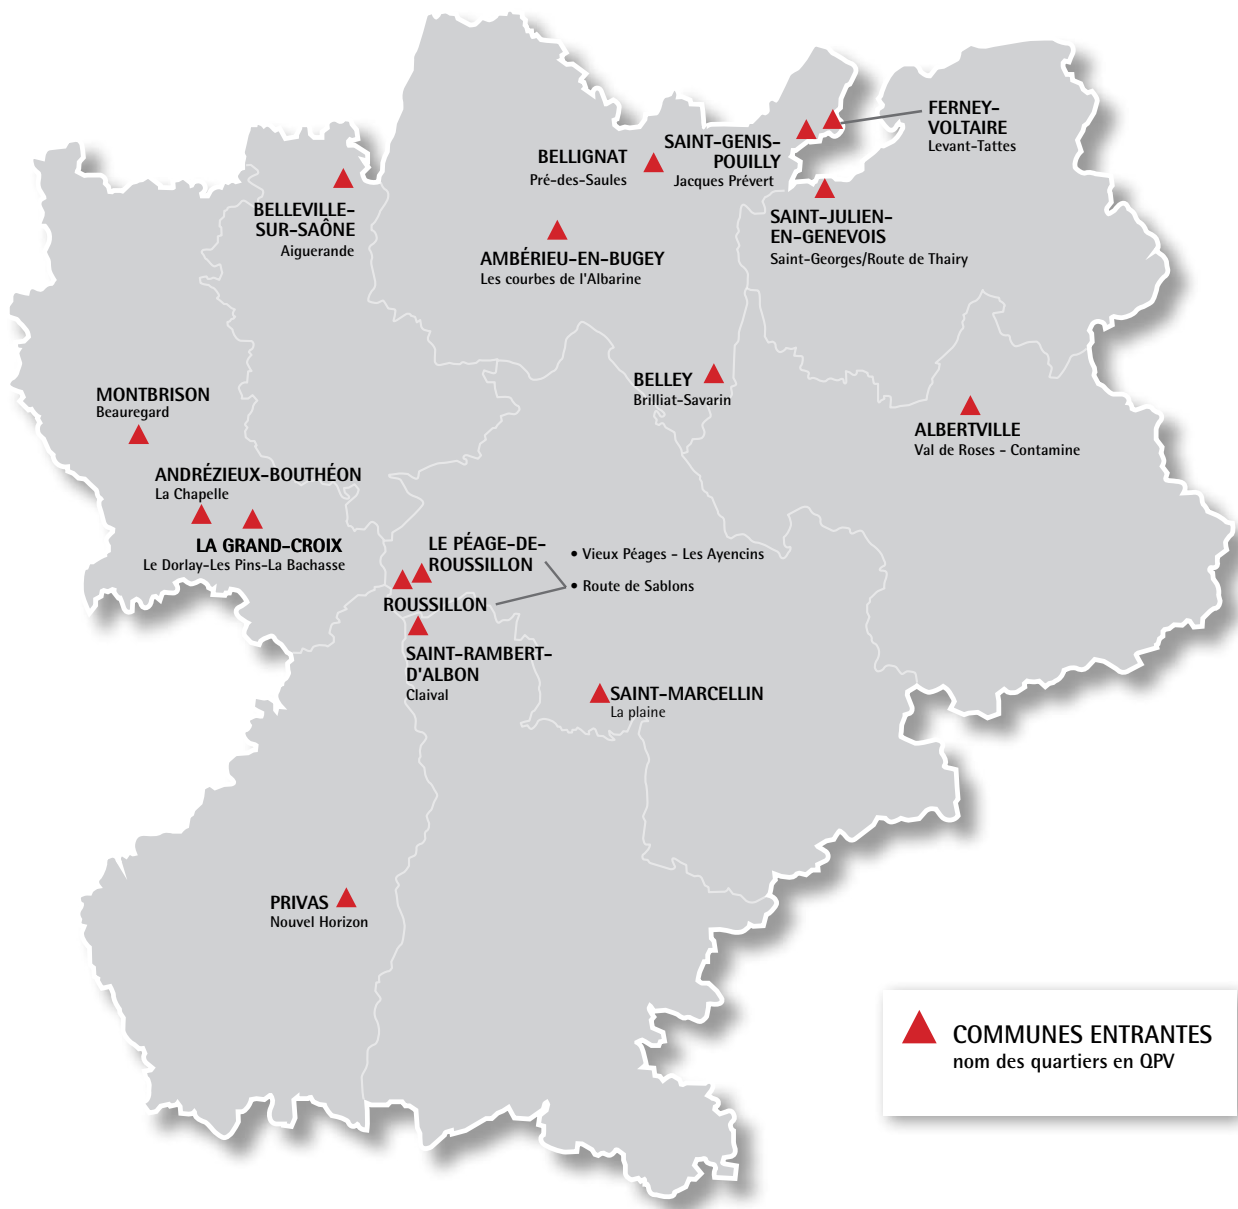 FERNEY-
VOLTAIRE
Levant-Tattes
SAINT-GENIS-
POUILLY
Jacques Prévert
BELLIGNAT
Pré-des-Saules
BELLEVILLE-
SUR-SAÔNE
Aiguerande
SAINT-JULIEN-
EN-GENEVOIS
Saint-Georges/Route de Thairy
AMBÉRIEU-EN-BUGEY
Les courbes de l'Albarine
BELLEY
Brilliat-Savarin
MONTBRISON
Beauregard
ALBERTVILLE
Val de Roses - Contamine
ANDRÉZIEUX-BOUTHÉON
La Chapelle
LA GRAND-CROIX
Le Dorlay-Les Pins-La Bachasse
LE PÉAGE-DE-
ROUSSILLON
• Vieux Péages - Les Ayencins
• Route de Sablons
ROUSSILLON
SAINT-RAMBERT-
D'ALBON
Claival
SAINT-MARCELLIN
La plaine
PRIVAS
Nouvel Horizon
COMMUNES ENTRANTES
nom des quartiers en QPV